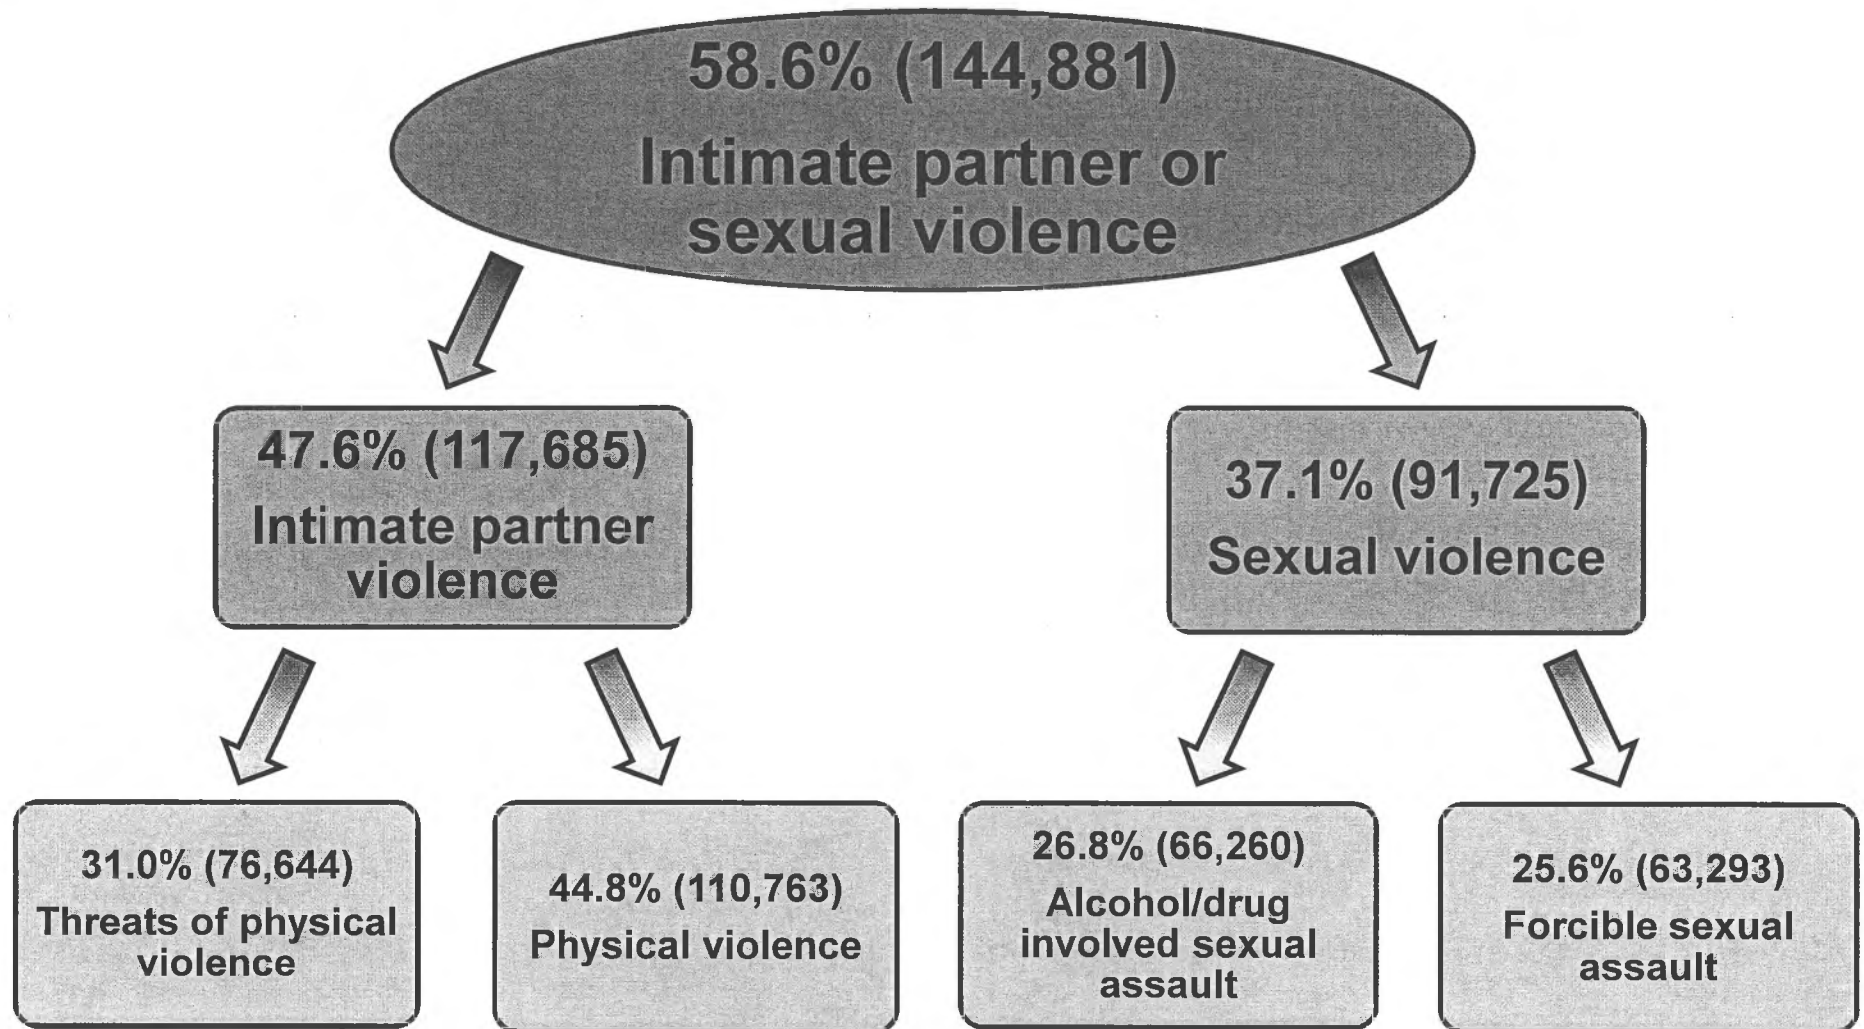 58.6% (144,881)
Intimate partner or
sexual violence
47.6% (117,685)
Intimate partner
violence
37.1% (91,725)
Sexual violence
31.0% (76,644)
Threats of physical
violence
44.8% (110,763)
Physical violence
26.8% (66,260)
Alcohol/drug
involved sexual
assault
25.6% (63,293)
Forcible sexual
assault